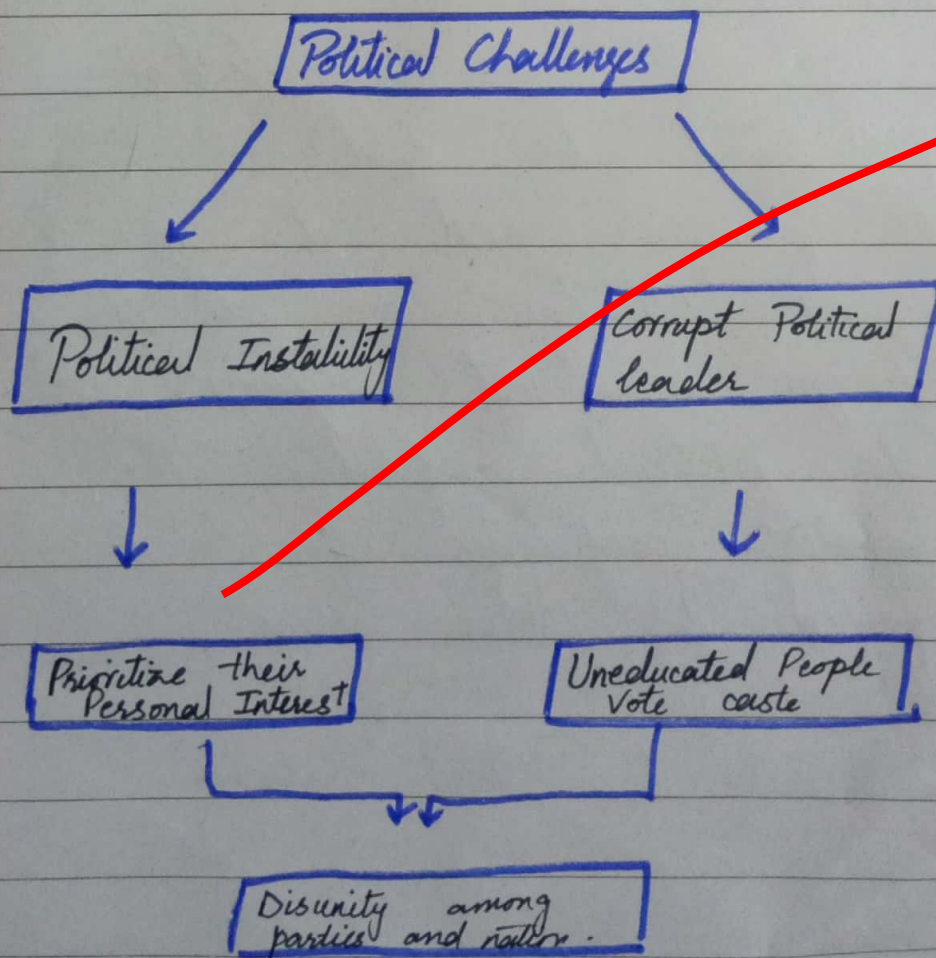 Political Challenges
Political Instability
Corrupt Political
leader
Prioritize their
Personal Interest
Uneducated People
Vote caste
Disunity among
parties and nation.